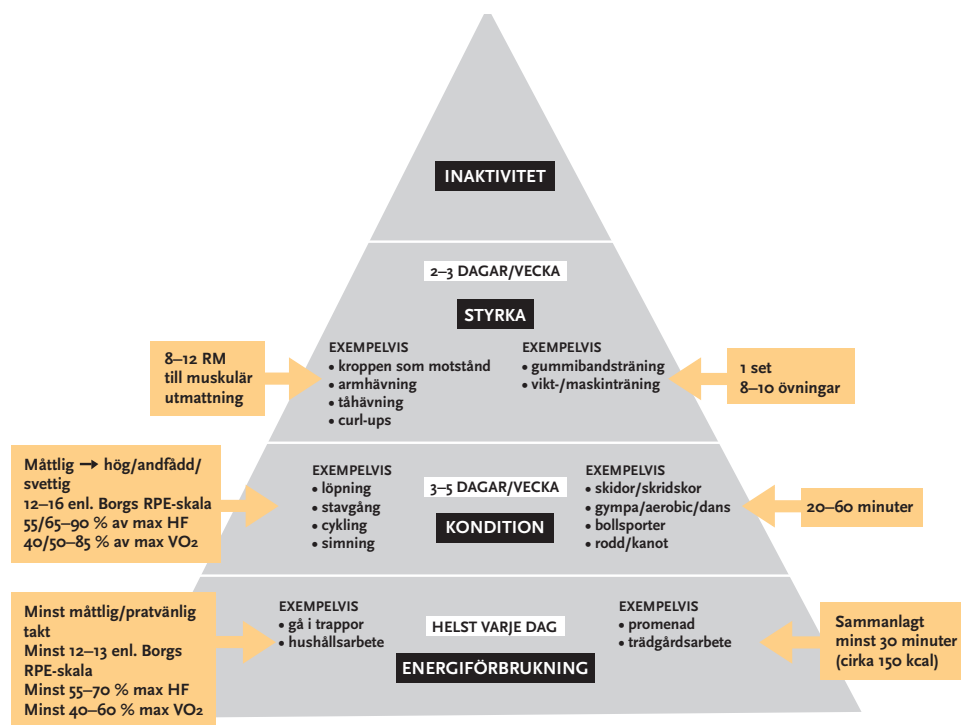 INAKTIVITET
2–3 DAGAR/VECKA
STYRKA
8–12 RM
till muskulär
utmattning
EXEMPELVIS
• kroppen som motstånd
• armhävning
• tåhävning
• curl-ups
EXEMPELVIS
• gummibandsträning
• vikt-/maskinträning
1 set
8–10 övningar
Måttlig → hög/andfådd/
svettig
12–16 enl. Borgs RPE-skala
55/65–90 % av max HF
40/50–85 % av max VO2
EXEMPELVIS
• löpning
• stavgång
• cykling
• simning
3–5 DAGAR/VECKA
KONDITION
EXEMPELVIS
• skidor/skridskor
• gympa/aerobic/dans
• bollsporter
• rodd/kanot
20–60 minuter
Minst måttlig/pratvänlig
takt
Minst 12–13 enl. Borgs
RPE-skala
Minst 55–70 % max HF
Minst 40–60 % max VO2
EXEMPELVIS
• gå i trappor
• hushållsarbete
HELST VARJE DAG
ENERGIFÖRBRUKNING
EXEMPELVIS
• promenad
• trädgårdsarbete
Sammanlagt
minst 30 minuter
(cirka 150 kcal)